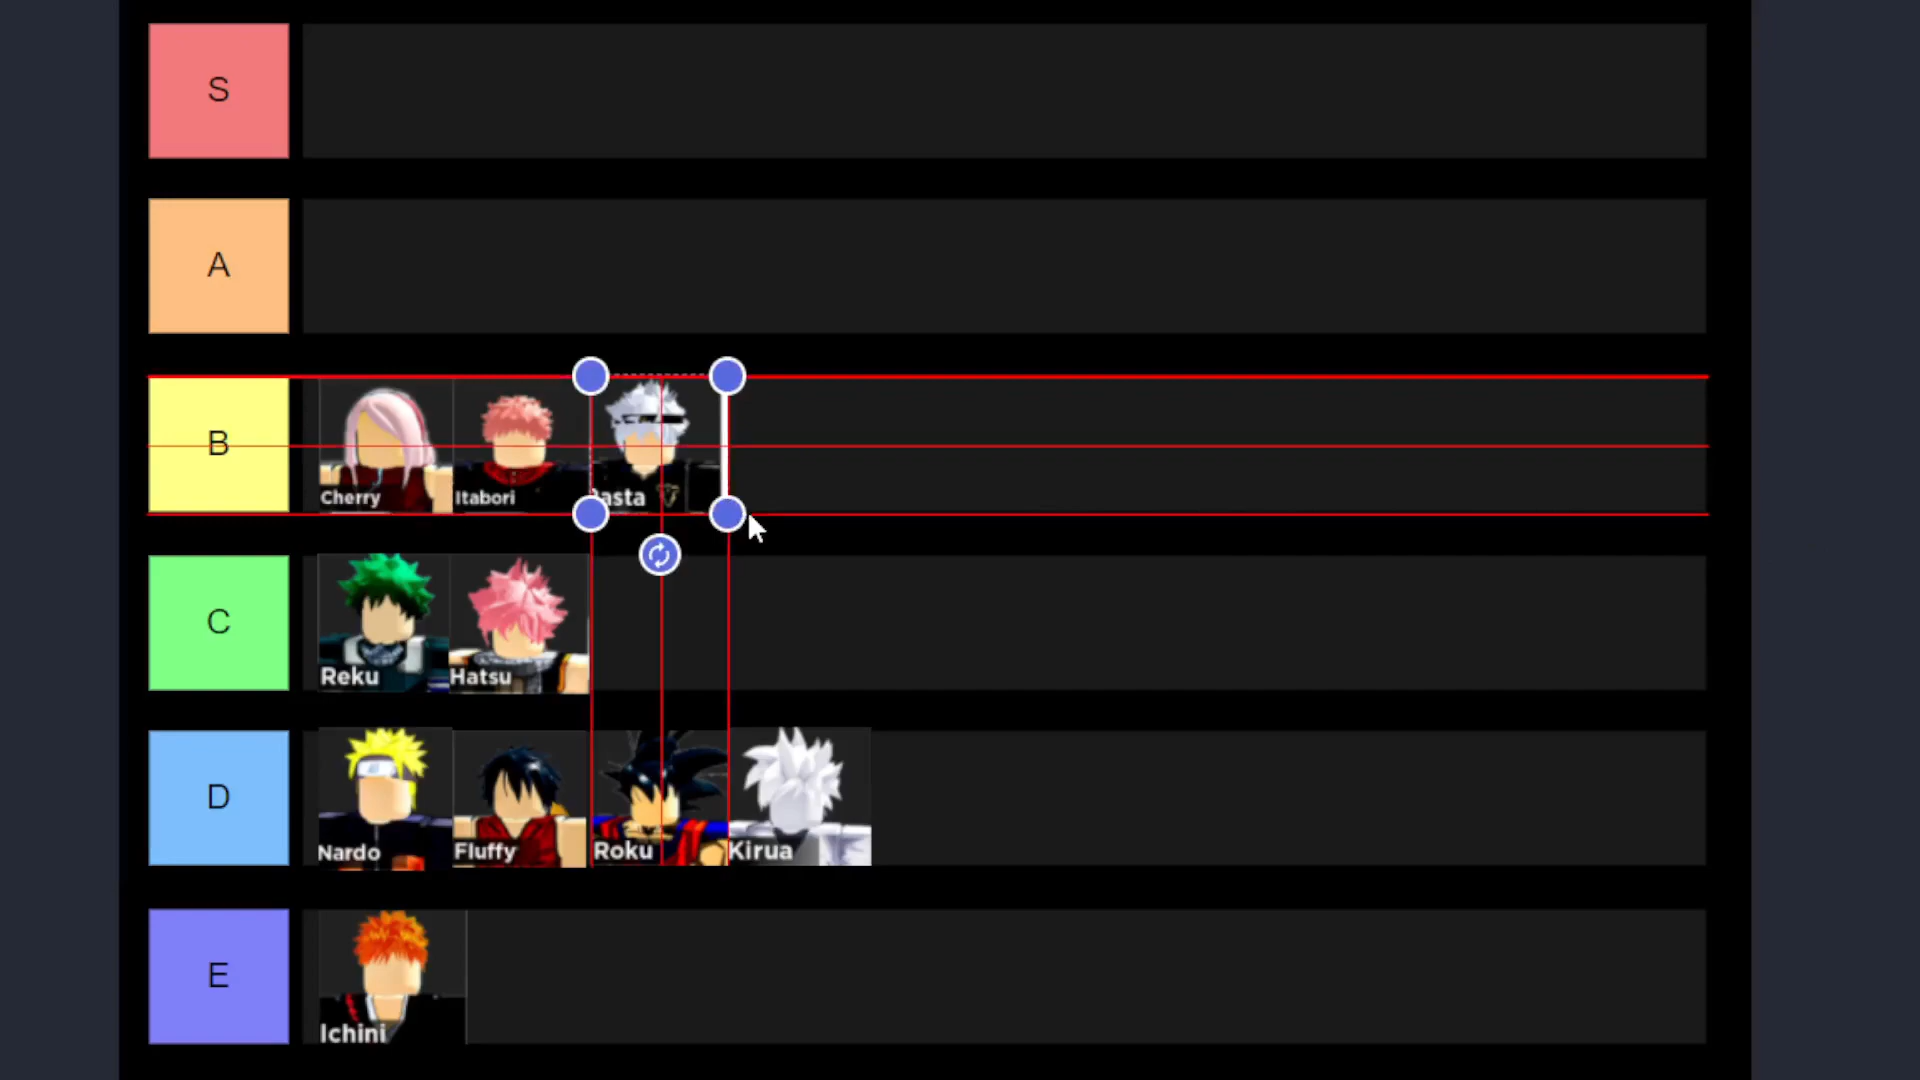 S
A
B
Cherry
Itabori
C
Reku
Hatsu
D
Nardo
Fluffy
Roku
Kirua
E
Ichini